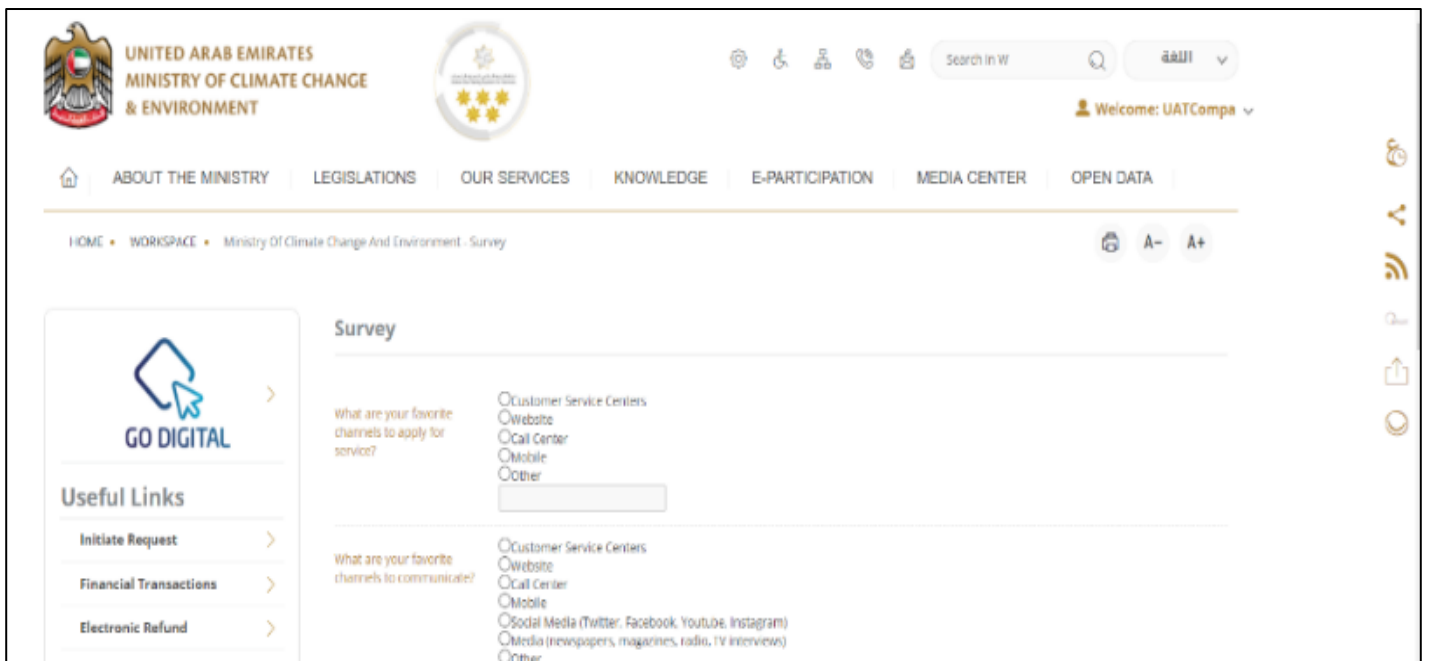 UNITED ARAB EMIRATES
MINISTRY OF CLIMATE CHANGE
& ENVIRONMENT
Search In W
اللغة
Welcome: UATCompa
ABOUT THE MINISTRY
LEGISLATIONS
OUR SERVICES
KNOWLEDGE
E-PARTICIPATION
MEDIA CENTER
OPEN DATA
HOME • WORKSPACE • Ministry Of Climate Change And Environment - Survey
A- A+
GO DIGITAL
Useful Links
Initiate Request
Financial Transactions
Electronic Refund
Survey
What are your favorite
channels to apply for
service?
Customer Service Centers
Website
Call Center
Mobile
Other
What are your favorite
channels to communicate?
Customer Service Centers
Website
Call Center
Mobile
Social Media (Twitter, Facebook, Youtube, Instagram)
Media (newspapers, magazines, radio, TV interviews)
Other